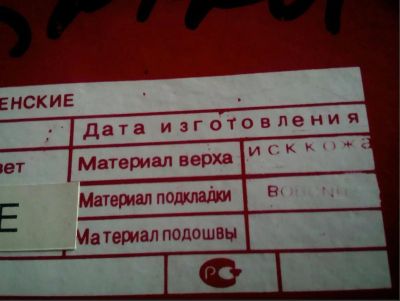 ЕНСКИЕ
Дата изготовления
вет Материал верха ИСККОЖА
Е Материал подкладки
Материал подошвы